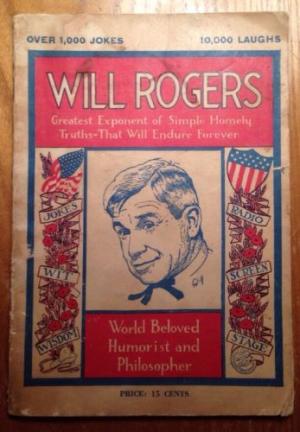 OVER 1,000 JOKES 10,000 LAUGHS
WILL ROGERS
Greatest Exponent of Simple Homely
Truths-That Will Endure Forever
JOKES
WIT
WISDOM
RADIO
SCREEN
STAGE
World Beloved
Humorist and
Philosopher
PRICE: 15 CENTS